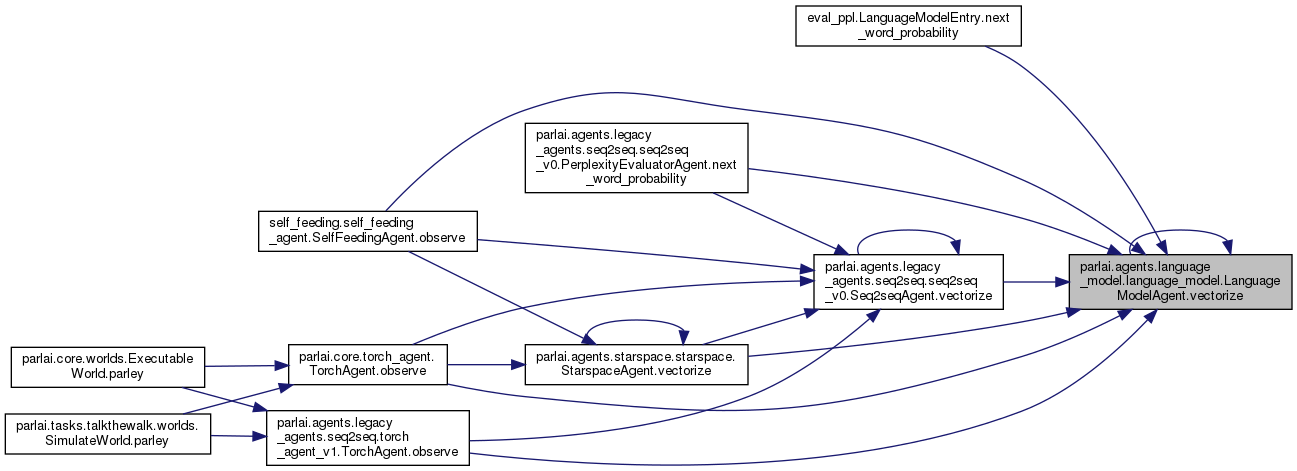 eval_ppl.LanguageModelEntry.next
_word_probability
parlai.agents.legacy
_agents.seq2seq.seq2seq
_v0.PerplexityEvaluatorAgent.next
_word_probability
self_feeding.self_feeding
_agent.SelfFeedingAgent.observe
parlai.agents.legacy
_agents.seq2seq.seq2seq
_v0.Seq2seqAgent.vectorize
parlai.agents.language
_model.language_model.Language
ModelAgent.vectorize
parlai.core.worlds.Executable
World.parley
parlai.core.torch_agent.
TorchAgent.observe
parlai.agents.starspace.starspace.
StarspaceAgent.vectorize
parlai.tasks.talkthewalk.worlds.
SimulateWorld.parley
parlai.agents.legacy
_agents.seq2seq.torch
_agent_v1.TorchAgent.observe